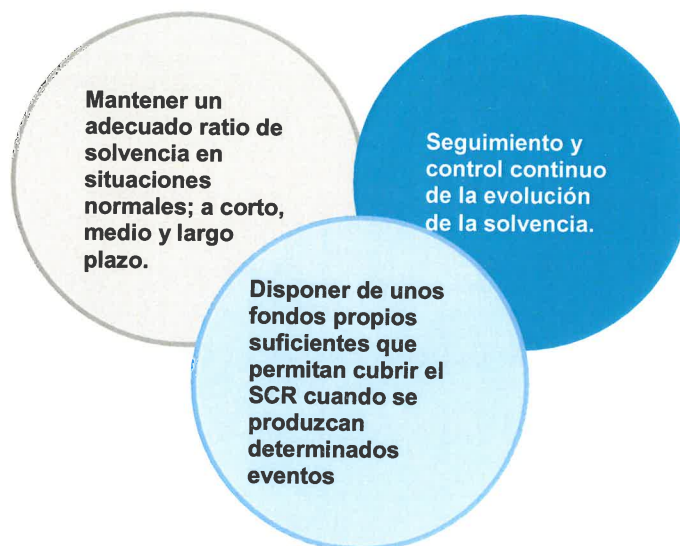 Mantener un
adecuado ratio de
solvencia en
situaciones
normales; a corto,
medio y largo
plazo.
Seguimiento y
control continuo
de la evolución
de la solvencia.
Disponer de unos
fondos propios
suficientes que
permitan cubrir el
SCR cuando se
produzcan
determinados
eventos